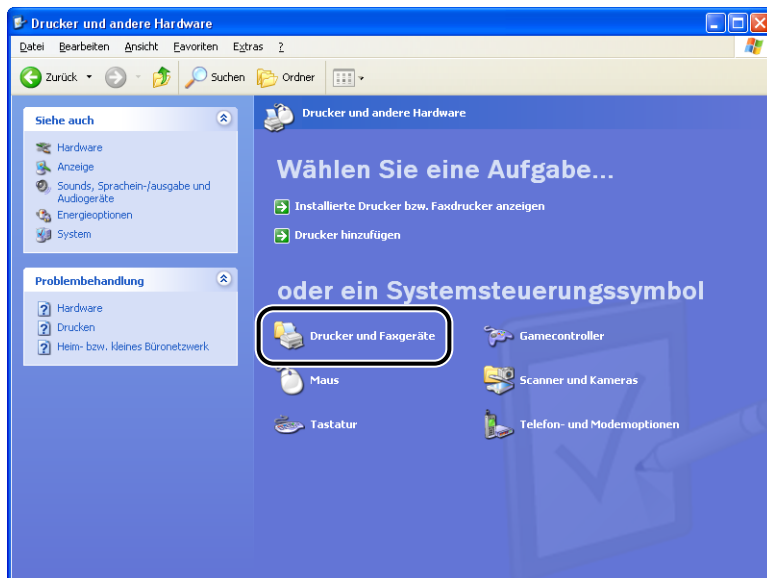 Drucker und andere Hardware
Datei Bearbeiten Ansicht Favoriten Extras ?
Zurück Suchen Ordner
Siehe auch
Hardware
Anzeige
Sounds, Sprachein-/ausgabe und
Audiogeräte
Energieoptionen
System
Problembehandlung
Hardware
Drucken
Heim- bzw. kleines Büronetzwerk
Drucker und andere Hardware
Wählen Sie eine Aufgabe...
Installierte Drucker bzw. Faxdrucker anzeigen
Drucker hinzufügen
oder ein Systemsteuerungssymbol
Drucker und Faxgeräte Gamecontroller
Maus Scanner und Kameras
Tastatur Telefon- und Modemoptionen